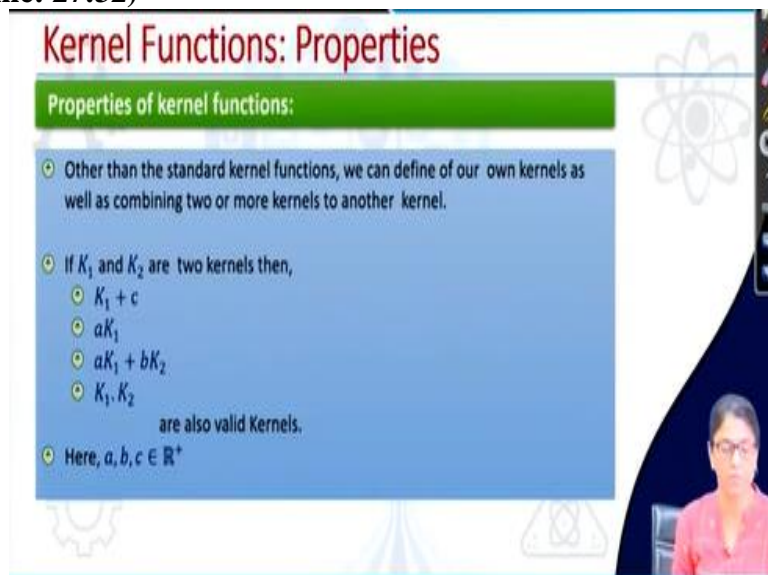 Kernel Functions: Properties
Properties of kernel functions:
Other than the standard kernel functions, we can define of our own kernels as
well as combining two or more kernels to another kernel.
If K₁ and K₂ are two kernels then,
K₁ + c
aK₁
aK₁ + bK₂
K₁. K₂
are also valid Kernels.
Here, a, b, c ∈ ℝ⁺